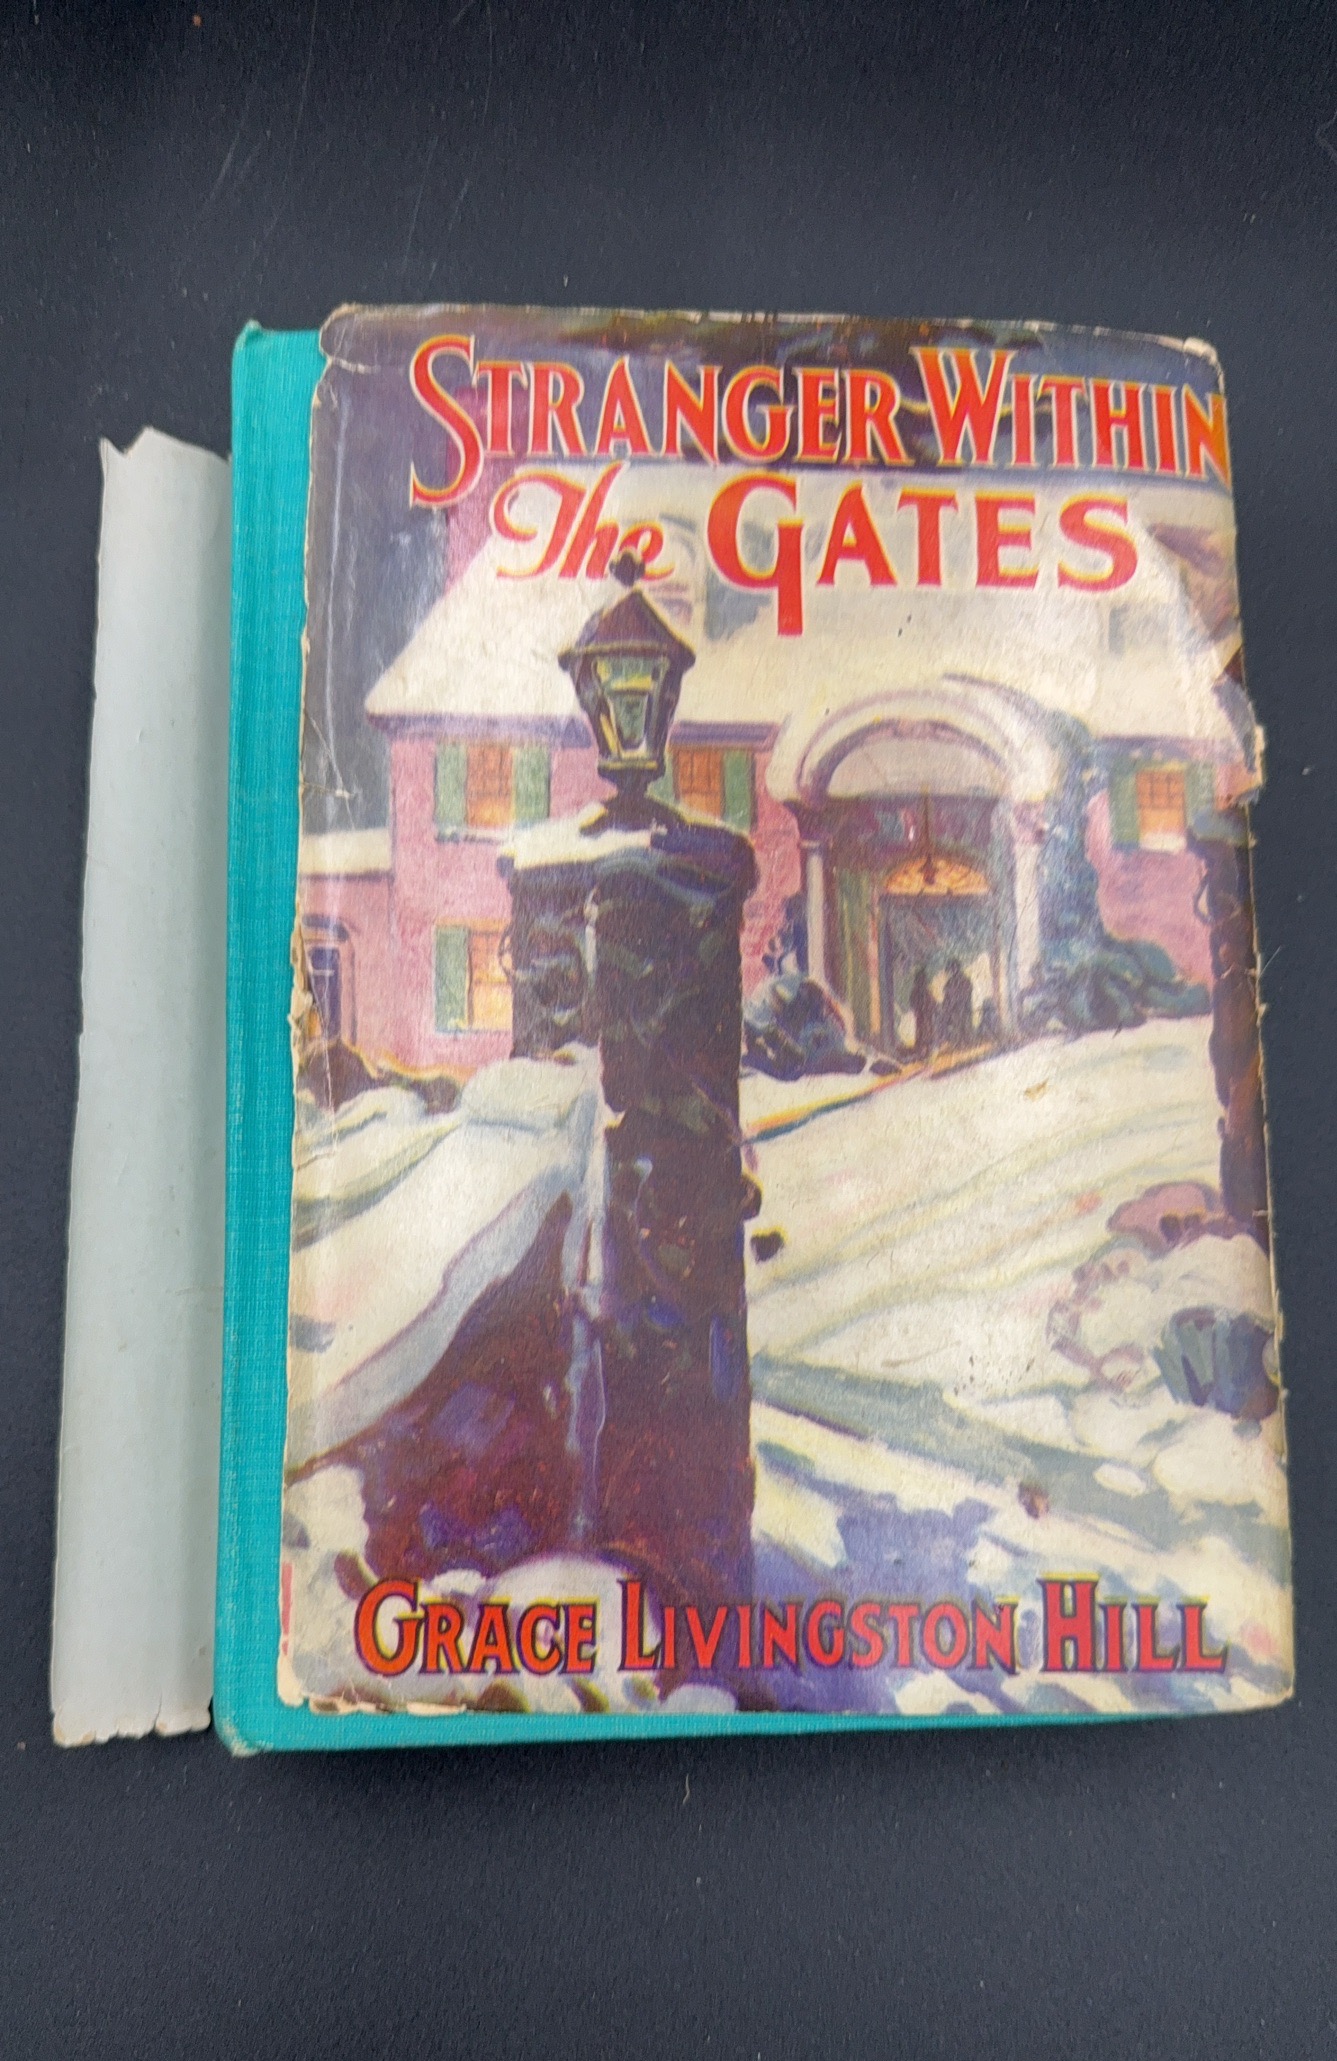 STRANGER WITHIN
The GATES
GRACE LIVINGSTON HILL